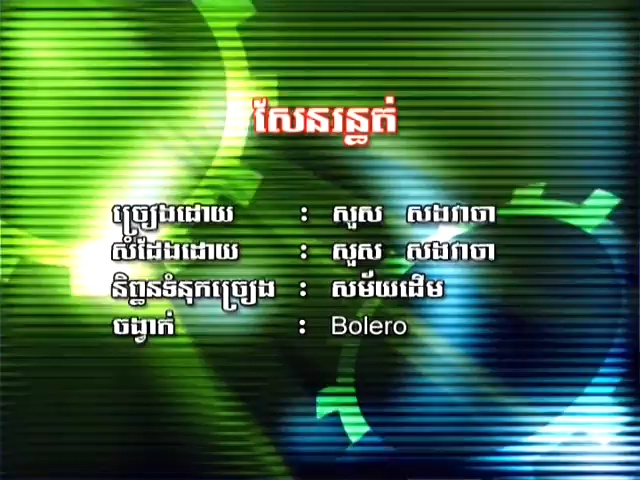 សែនរន្ធត់
ច្រៀងដោយ : សួស សងវាចា
សំដែងដោយ : សួស សងវាចា
និពន្ធទំនុកច្រៀង : សម័យដើម
ចង្វាក់ : Bolero